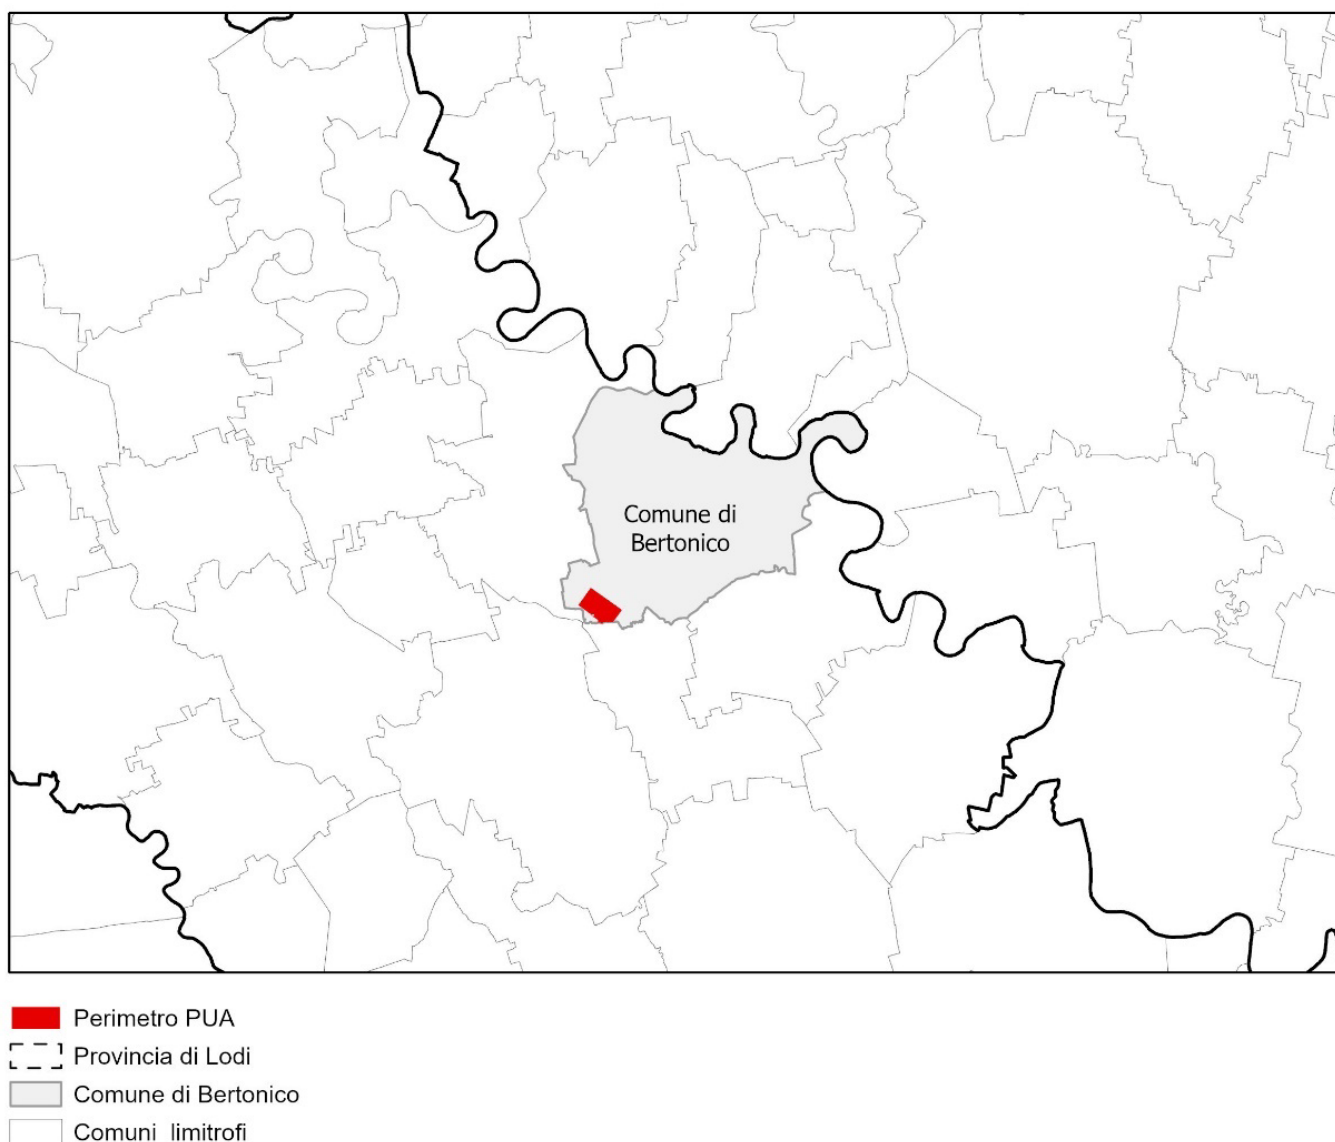 Comune di
Bertonico
Perimetro PUA
Provincia di Lodi
Comune di Bertonico
Comuni limitrofi